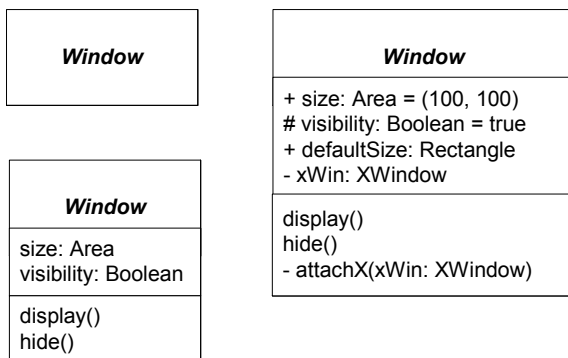 Window
Window
size: Area
visibility: Boolean
display()
hide()
Window
+ size: Area = (100, 100)
# visibility: Boolean = true
+ defaultSize: Rectangle
- xWin: XWindow
display()
hide()
- attachX(xWin: XWindow)